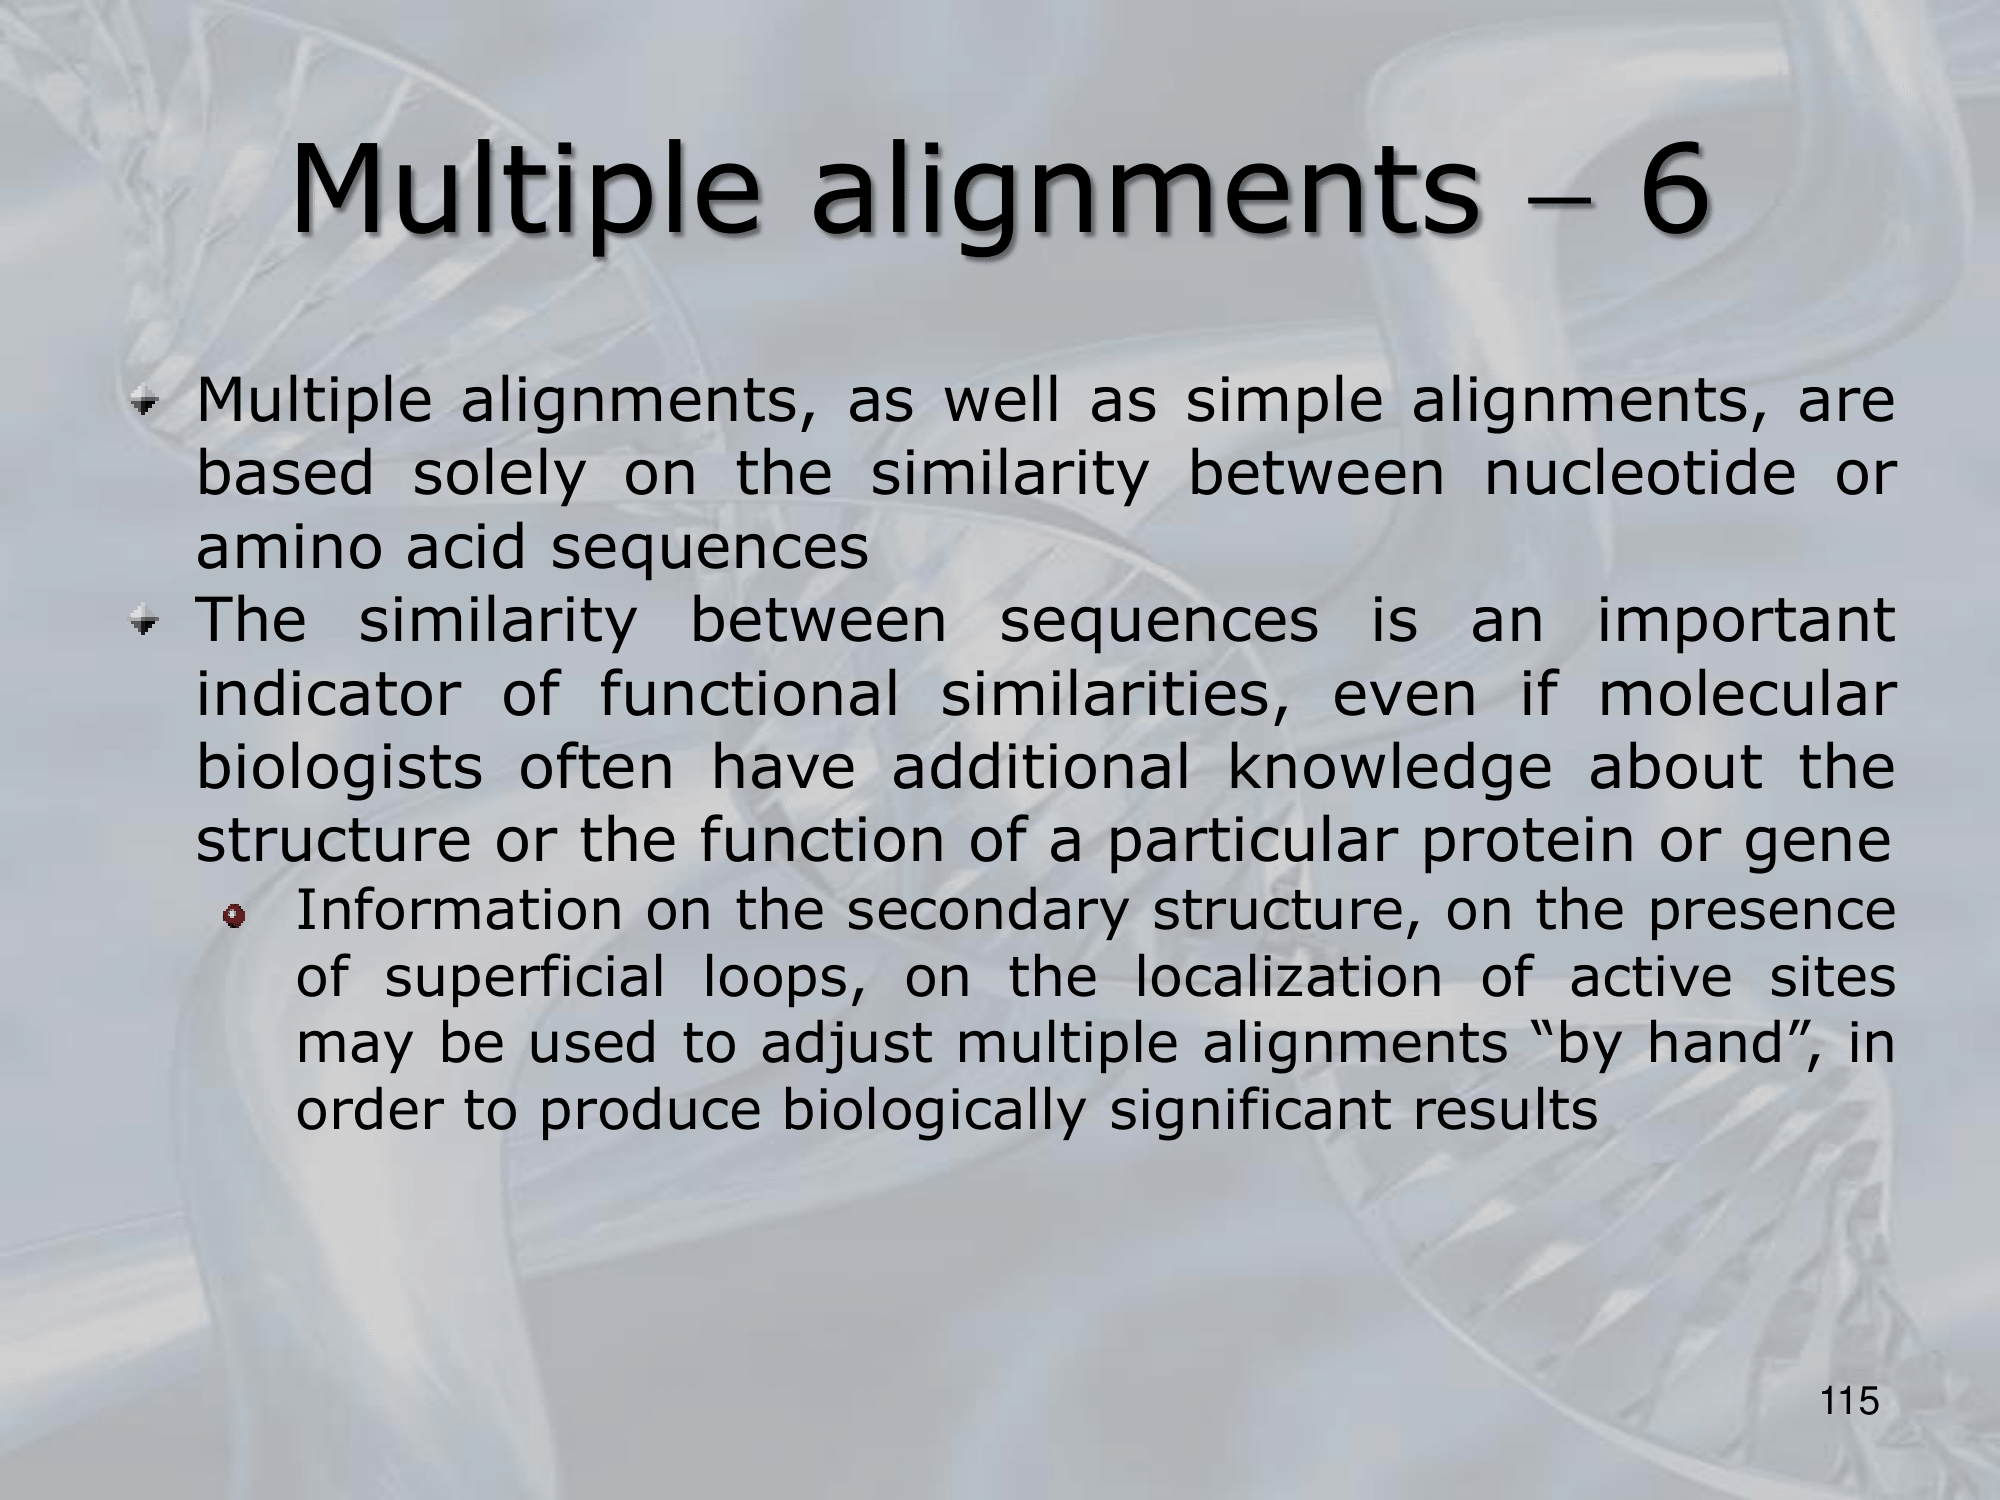 Multiple alignments – 6
Multiple alignments, as well as simple alignments, are
based solely on the similarity between nucleotide or
amino acid sequences
The similarity between sequences is an important
indicator of functional similarities, even if molecular
biologists often have additional knowledge about the
structure or the function of a particular protein or gene
Information on the secondary structure, on the presence
of superficial loops, on the localization of active sites
may be used to adjust multiple alignments “by hand”, in
order to produce biologically significant results
115